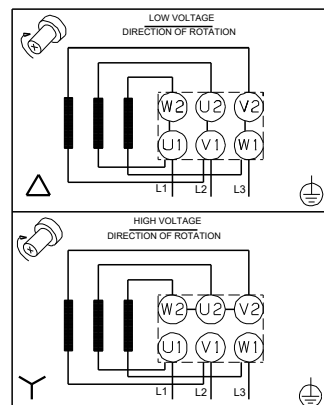 LOW VOLTAGE
DIRECTION OF ROTATION
W2 U2 V2
U1 V1 W1
L1 L2 L3
HIGH VOLTAGE
DIRECTION OF ROTATION
W2 U2 V2
U1 V1 W1
L1 L2 L3